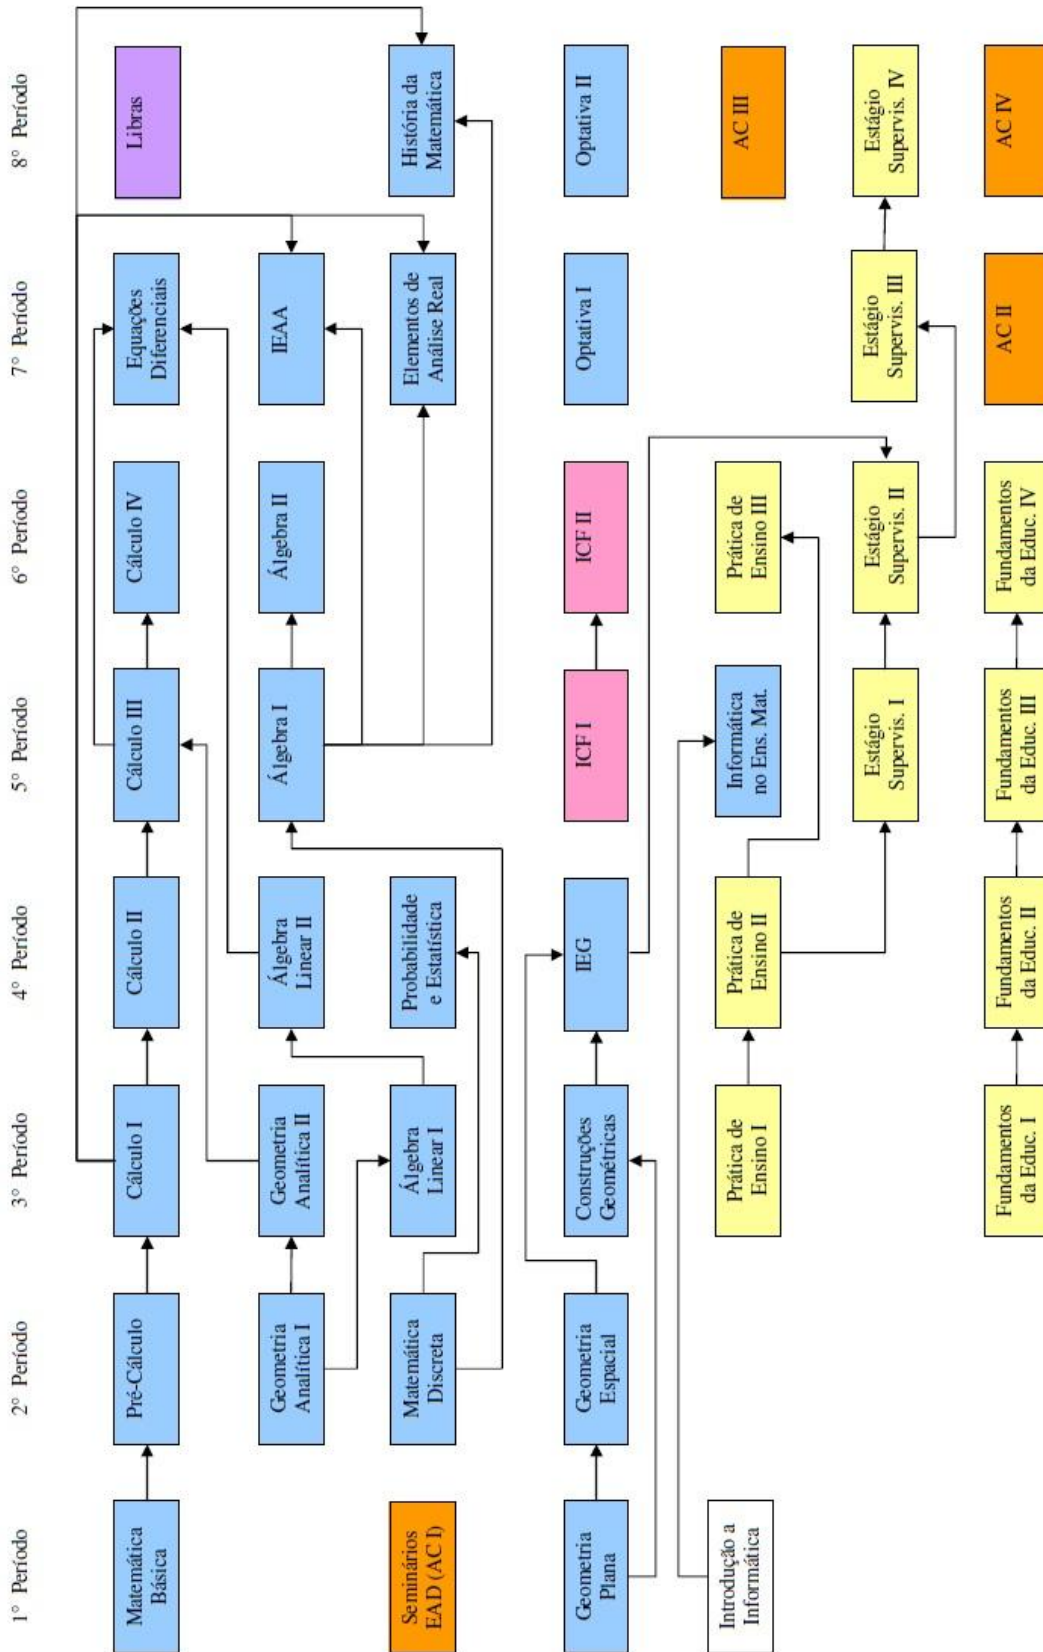 1° Período
2° Período
3° Período
4° Período
5° Período
6° Período
7° Período
8° Período
Matemática
Básica
Pré-Cálculo
Cálculo I
Cálculo II
Cálculo III
Cálculo IV
Equações
Diferenciais
Libras
Geometria
Analítica I
Geometria
Analítica II
Álgebra
Linear II
Álgebra I
Álgebra II
IEAA
Seminários
EAD (AC I)
Matemática
Discreta
Álgebra
Linear I
Probabilidade
e Estatística
Elementos de
Análise Real
História da
Matemática
Geometria
Plana
Geometria
Espacial
Construções
Geométricas
IEG
ICF I
ICF II
Optativa I
Optativa II
Introdução a
Informática
Prática de
Ensino I
Prática de
Ensino II
Informática
no Ens. Mat.
Prática de
Ensino III
AC III
Estágio
Supervis. I
Estágio
Supervis. II
Estágio
Supervis. III
Estágio
Supervis. IV
Fundamentos
da Educ. I
Fundamentos
da Educ. II
Fundamentos
da Educ. III
Fundamentos
da Educ. IV
AC II
AC IV